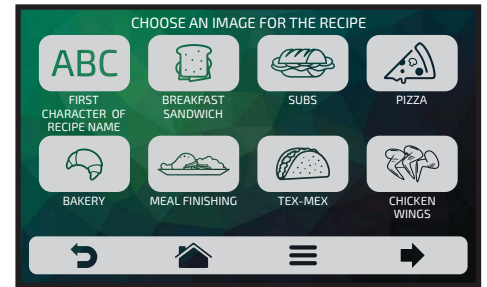 CHOOSE AN IMAGE FOR THE RECIPE
ABC
FIRST
CHARACTER OF
RECIPE NAME
BREAKFAST
SANDWICH
SUBS
PIZZA
BAKERY
MEAL FINISHING
TEX-MEX
CHICKEN
WINGS